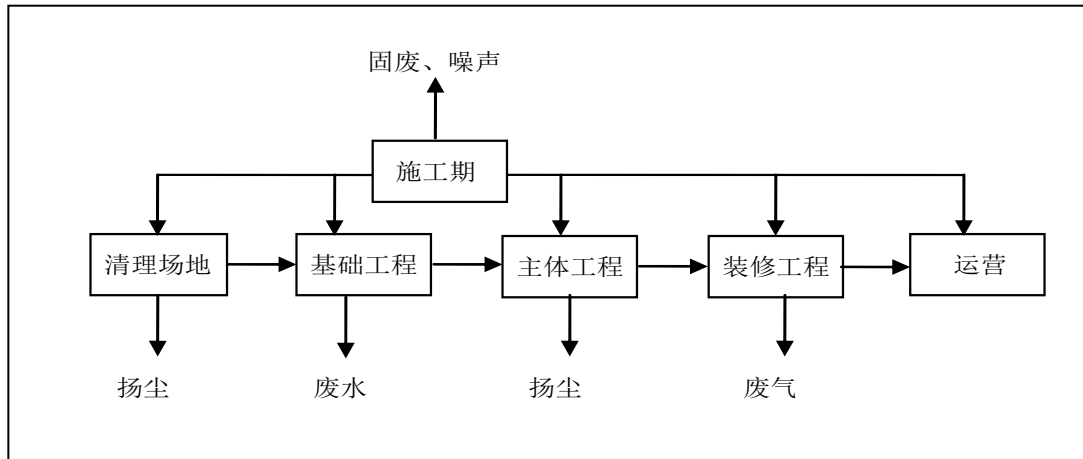 固废、噪声
施工期
清理场地
基础工程
主体工程
装修工程
运营
扬尘
废水
扬尘
废气